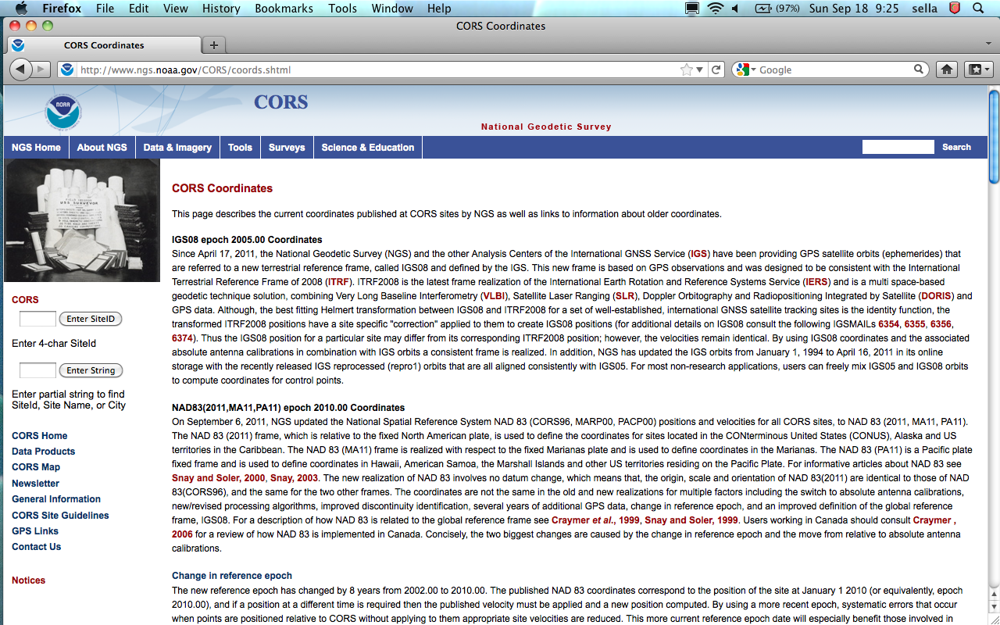 Firefox File Edit View History Bookmarks Tools Window Help (97%) Sun Sep 18 9:25 sella
CORS Coordinates
CORS Coordinates
http://www.ngs.noaa.gov/CORS/coords.shtml Google
NOAA
CORS
National Geodetic Survey
NGS Home About NGS Data & Imagery Tools Surveys Science & Education Search
U.S.S. SURVEYOR
CORS
Enter SiteID
Enter 4-char SiteId
Enter String
Enter partial string to find
SiteId, Site Name, or City
CORS Home
Data Products
CORS Map
Newsletter
General Information
CORS Site Guidelines
GPS Links
Contact Us
Notices
CORS Coordinates
This page describes the current coordinates published at CORS sites by NGS as well as links to information about older coordinates.
IGS08 epoch 2005.00 Coordinates
Since April 17, 2011, the National Geodetic Survey (NGS) and the other Analysis Centers of the International GNSS Service (IGS) have been providing GPS satellite orbits (ephemerides) that
are referred to a new terrestrial reference frame, called IGS08 and defined by the IGS. This new frame is based on GPS observations and was designed to be consistent with the International
Terrestrial Reference Frame of 2008 (ITRF). ITRF2008 is the latest frame realization of the International Earth Rotation and Reference Systems Service (IERS) and is a multi space-based
geodetic technique solution, combining Very Long Baseline Interferometry (VLBI), Satellite Laser Ranging (SLR), Doppler Orbitography and Radiopositioning Integrated by Satellite (DORIS) and
GPS data. Although, the best fitting Helmert transformation between IGS08 and ITRF2008 for a set of well-established, international GNSS satellite tracking sites is the identity function, the
transformed ITRF2008 positions have a site specific "correction" applied to them to create IGS08 positions (for additional details on IGS08 consult the following IGSMAILs 6354, 6355, 6356,
6374). Thus the IGS08 position for a particular site may differ from its corresponding ITRF2008 position; however, the velocities remain identical. By using IGS08 coordinates and the associated
absolute antenna calibrations in combination with IGS orbits a consistent frame is realized. In addition, NGS has updated the IGS orbits from January 1, 1994 to April 16, 2011 in its online
storage with the recently released IGS reprocessed (repro1) orbits that are all aligned consistently with IGS05. For most non-research applications, users can freely mix IGS05 and IGS08 orbits
to compute coordinates for control points.
NAD83(2011,MA11,PA11) epoch 2010.00 Coordinates
On September 6, 2011, NGS updated the National Spatial Reference System NAD 83 (CORS96, MARP00, PACP00) positions and velocities for all CORS sites, to NAD 83 (2011, MA11, PA11).
The NAD 83 (2011) frame, which is relative to the fixed North American plate, is used to define the coordinates for sites located in the CONterminous United States (CONUS), Alaska and US
territories in the Caribbean. The NAD 83 (MA11) frame is realized with respect to the fixed Marianas plate and is used to define coordinates in the Marianas. The NAD 83 (PA11) is a Pacific plate
fixed frame and is used to define coordinates in Hawaii, American Samoa, the Marshall Islands and other US territories residing on the Pacific Plate. For informative articles about NAD 83 see
Snay and Soler, 2000, Snay, 2003. The new realization of NAD 83 involves no datum change, which means that, the origin, scale and orientation of NAD 83(2011) are identical to those of NAD
83(CORS96), and the same for the two other frames. The coordinates are not the same in the old and new realizations for multiple factors including the switch to absolute antenna calibrations,
new/revised processing algorithms, improved discontinuity identification, several years of additional GPS data, change in reference epoch, and an improved definition of the global reference
frame, IGS08. For a description of how NAD 83 is related to the global reference frame see Craymer et al., 1999, Snay and Soler, 1999. Users working in Canada should consult Craymer ,
2006 for a review of how NAD 83 is implemented in Canada. Concisely, the two biggest changes are caused by the change in reference epoch and the move from relative to absolute antenna
calibrations.
Change in reference epoch
The new reference epoch has changed by 8 years from 2002.00 to 2010.00. The published NAD 83 coordinates correspond to the position of the site at January 1 2010 (or equivalently, epoch
2010.00), and if a position at a different time is required then the published velocity must be applied and a new position computed. By using a more recent epoch, systematic errors that occur
when points are positioned relative to CORS without applying to them appropriate site velocities are reduced. This more current reference epoch date will especially benefit those involved in